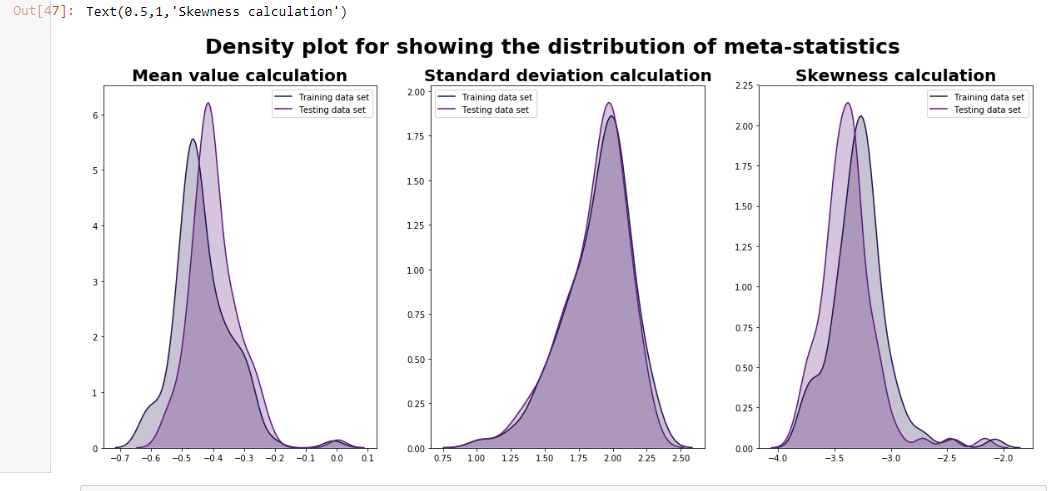 Out[47]: Text(0.5,1,'Skewness calculation')
Density plot for showing the distribution of meta-statistics
Mean value calculation
Training data set
Testing data set
6
5
4
3
2
1
0
−0.7 −0.6 −0.5 −0.4 −0.3 −0.2 −0.1 0.0 0.1
Standard deviation calculation
Training data set
Testing data set
2.00
1.75
1.50
1.25
1.00
0.75
0.50
0.25
0.00
0.75 1.00 1.25 1.50 1.75 2.00 2.25 2.50
Skewness calculation
Training data set
Testing data set
2.25
2.00
1.75
1.50
1.25
1.00
0.75
0.50
0.25
0.00
−4.0 −3.5 −3.0 −2.5 −2.0